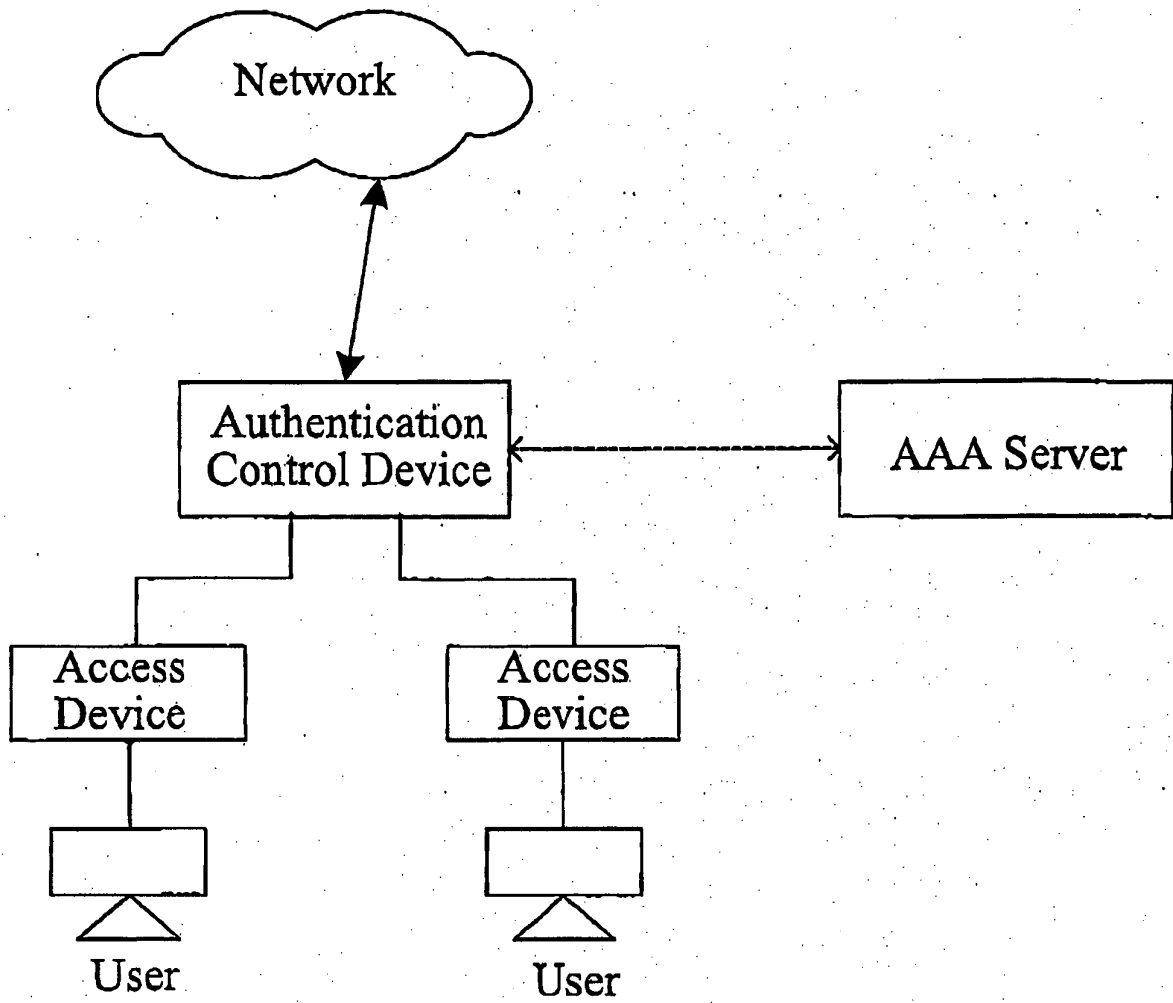 Network
Authentication
Control Device
AAA Server
Access
Device
Access
Device
User
User